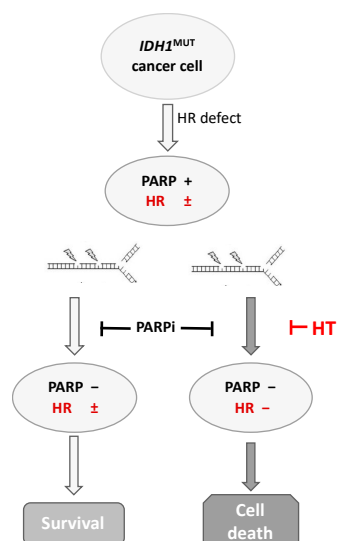 IDH1MUT
cancer cell
HR defect
PARP +
HR ±
PARPi
HT
PARP –
HR ±
PARP –
HR –
Survival
Cell
death